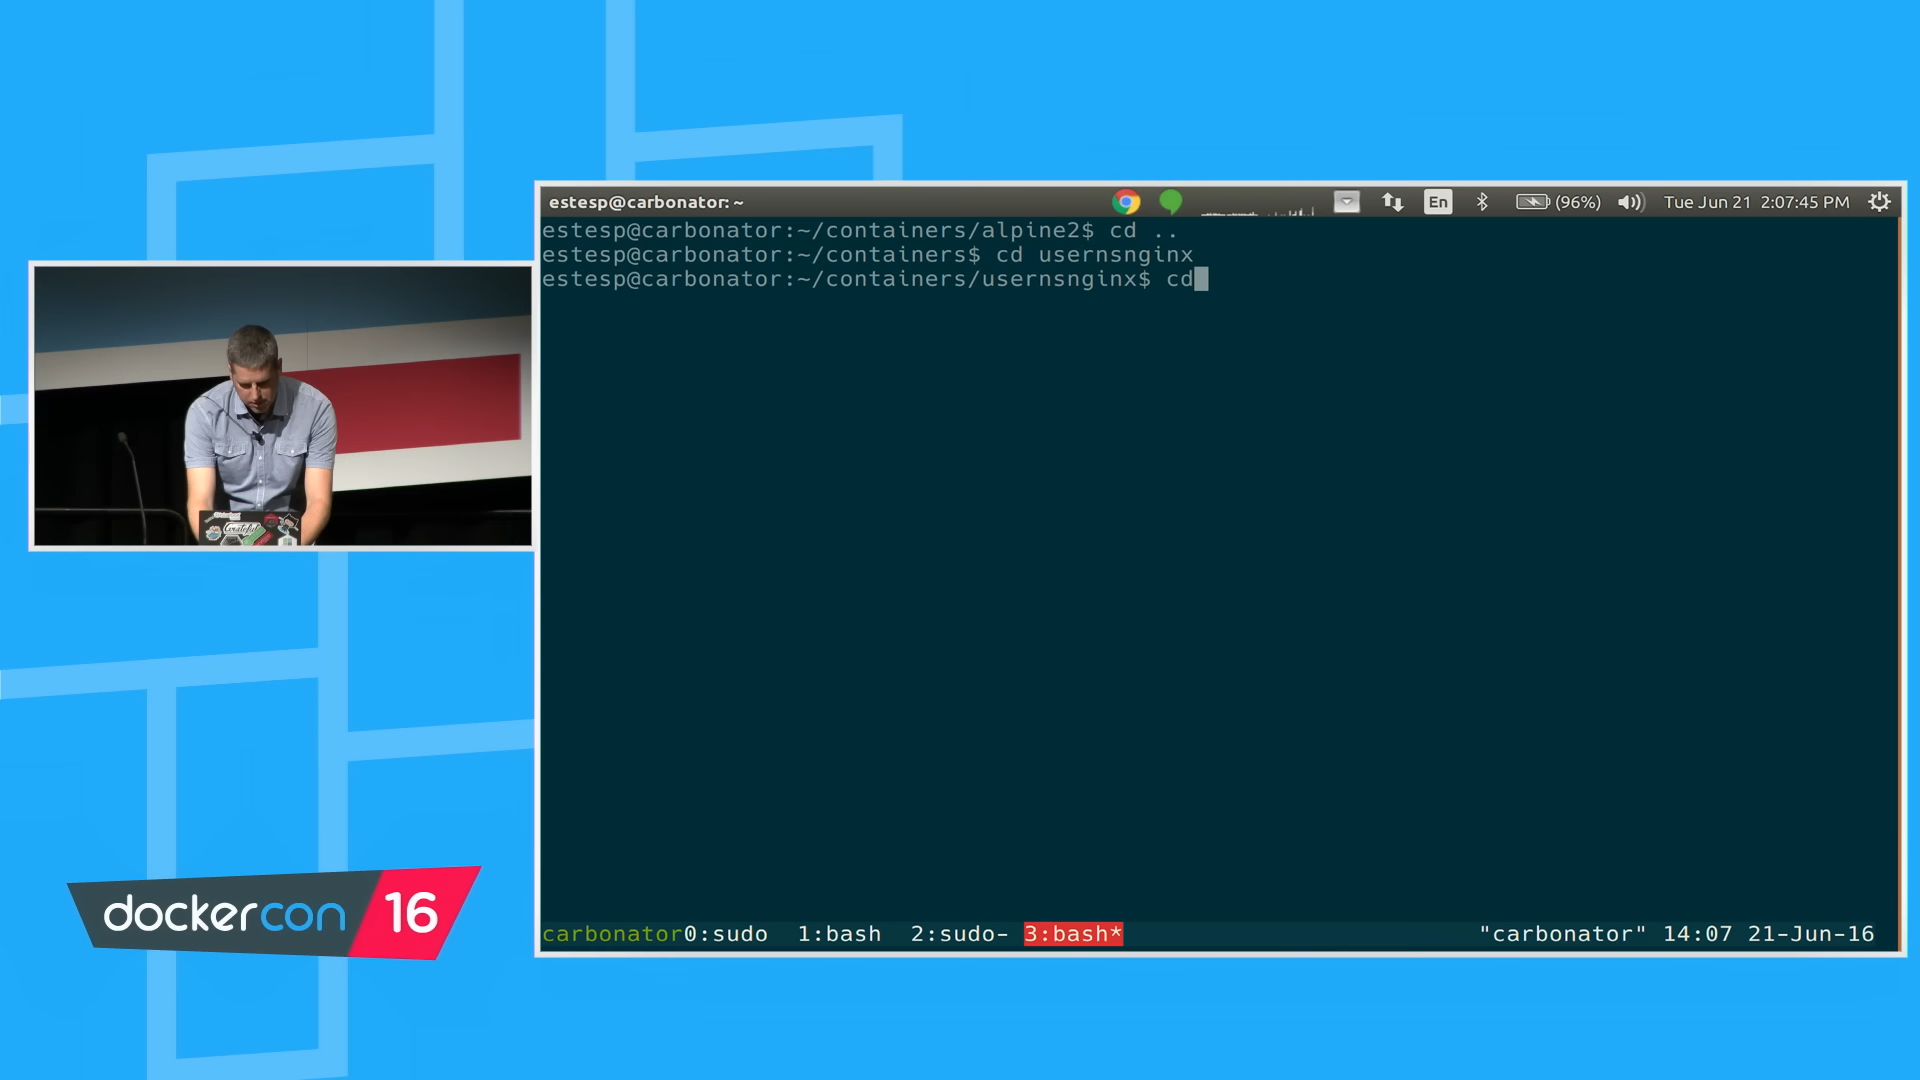 estesp@carbonator: ~
En
(96%)
Tue Jun 21 2:07:45 PM
estesp@carbonator:~/containers/alpine2$ cd ..
estesp@carbonator:~/containers$ cd usernsnginx
estesp@carbonator:~/containers/usernsnginx$ cd
Grateful
dockercon 16
carbonator0:sudo 1:bash 2:sudo- 3:bash* "carbonator" 14:07 21-Jun-16